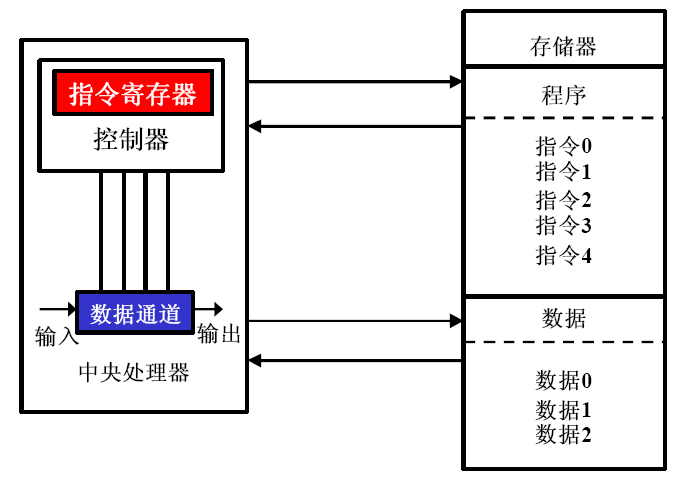 指令寄存器
控制器
数据通道
输入
输出
中央处理器
存储器
程序
指令0
指令1
指令2
指令3
指令4
数据
数据0
数据1
数据2